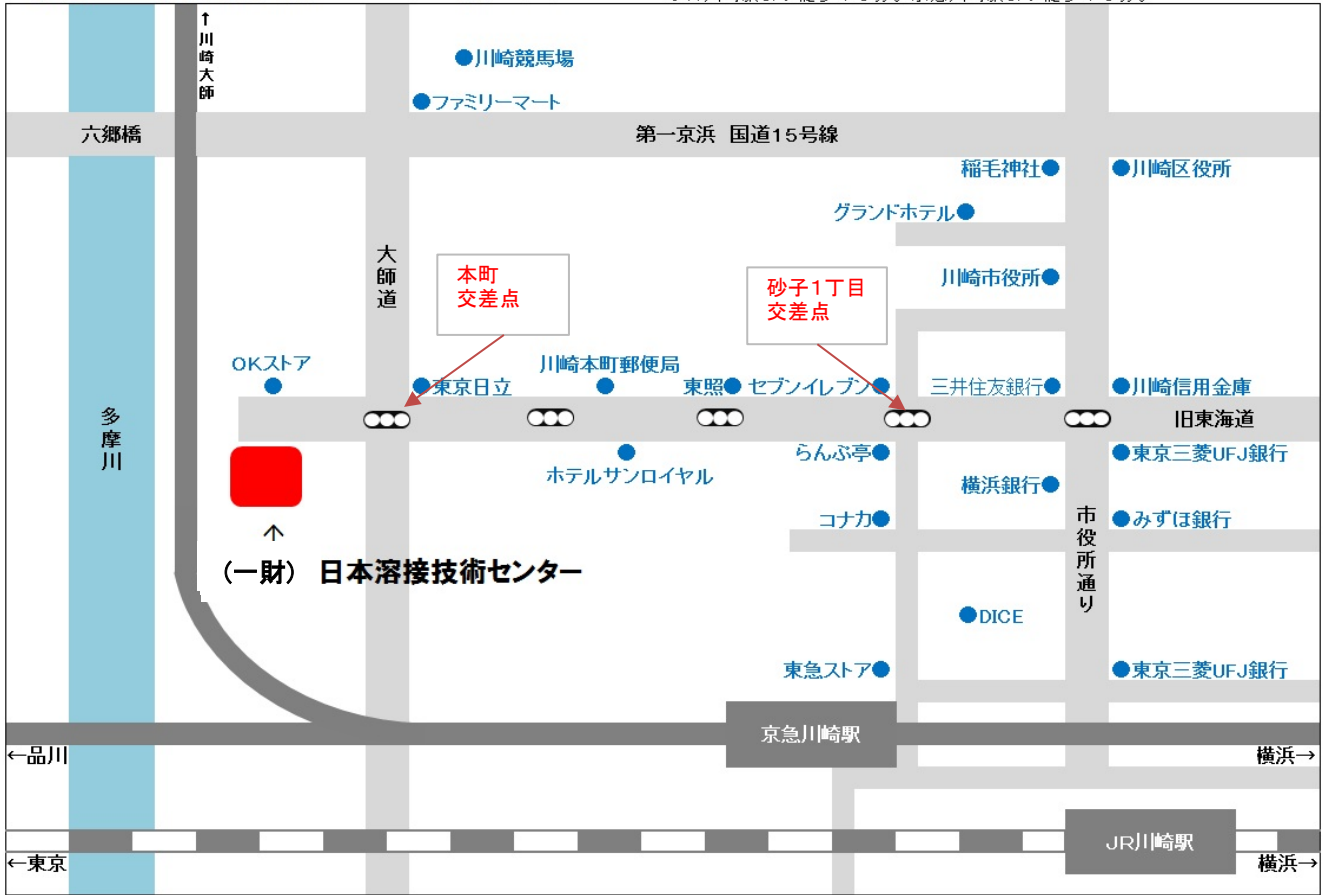 ↑川崎大師
●川崎競馬場
●ファミリーマート
六郷橋
第一京浜 国道15号線
稲毛神社●
●川崎区役所
グランドホテル●
大師道
本町
交差点
砂子1丁目
交差点
川崎市役所●
OKストア
川崎本町郵便局
●東京日立
東照●
セブンイレブン●
三井住友銀行●
●川崎信用金庫
多摩川
旧東海道
ホテルサンロイヤル
らんぷ亭●
●東京三菱UFJ銀行
横浜銀行●
コナカ●
市役所通り
●みずほ銀行
↑
(一財) 日本溶接技術センター
●DICE
東急ストア●
●東京三菱UFJ銀行
京急川崎駅
←品川
横浜→
JR川崎駅
←東京
横浜→